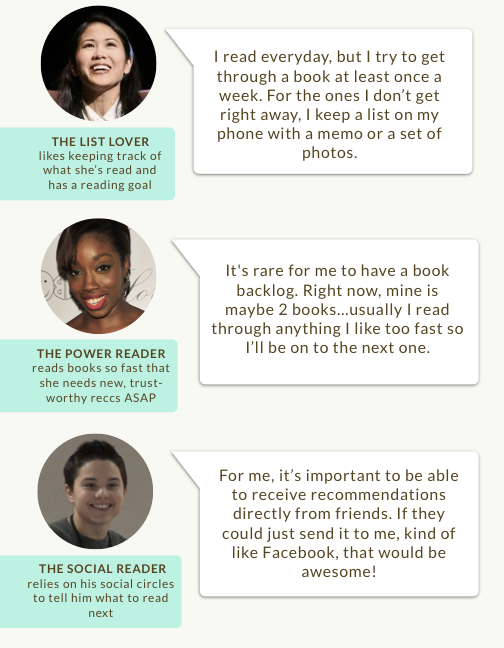 I read everyday, but I try to get
through a book at least once a
week. For the ones I don't get
right away, I keep a list on my
phone with a memo or a set of
photos.
THE LIST LOVER
likes keeping track of
what she's read and
has a reading goal
It's rare for me to have a book
backlog. Right now, mine is
maybe 2 books...usually I read
through anything I like too fast so
I'll be on to the next one.
THE POWER READER
reads books so fast that
she needs new, trust-
worthy reccs ASAP
For me, it's important to be able
to receive recommendations
directly from friends. If they
could just send it to me, kind of
like Facebook, that would be
awesome!
THE SOCIAL READER
relies on his social circles
to tell him what to read
next